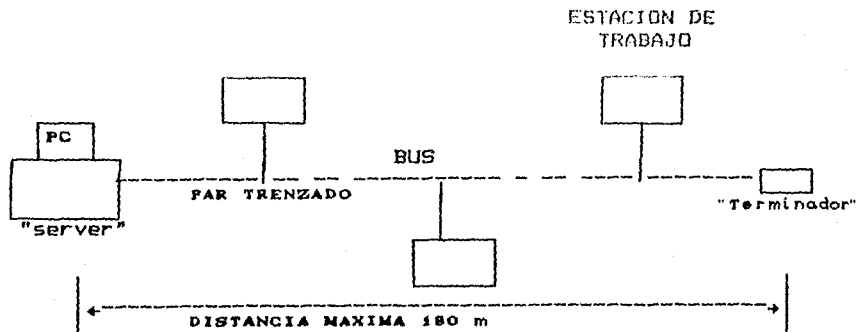 ESTACION DE
TRABAJO
PC
BUS
PAR TRENZADO
"server"
"Terminador"
DISTANCIA MAXIMA 180 m